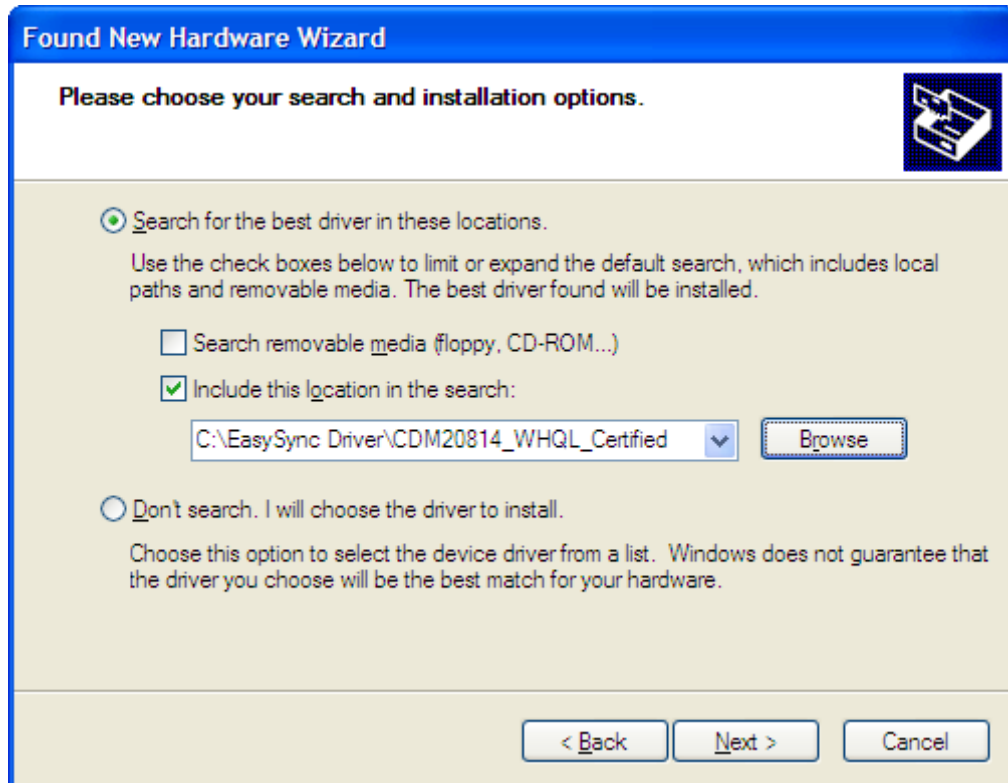 Found New Hardware Wizard
Please choose your search and installation options.
Search for the best driver in these locations.
Use the check boxes below to limit or expand the default search, which includes local
paths and removable media. The best driver found will be installed.
Search removable media (floppy, CD-ROM...)
Include this location in the search:
C:\EasySync Driver\CDM20814_WHQL_Certified
Browse
Don't search. I will choose the driver to install.
Choose this option to select the device driver from a list.  Windows does not guarantee that
the driver you choose will be the best match for your hardware.
< Back
Next >
Cancel